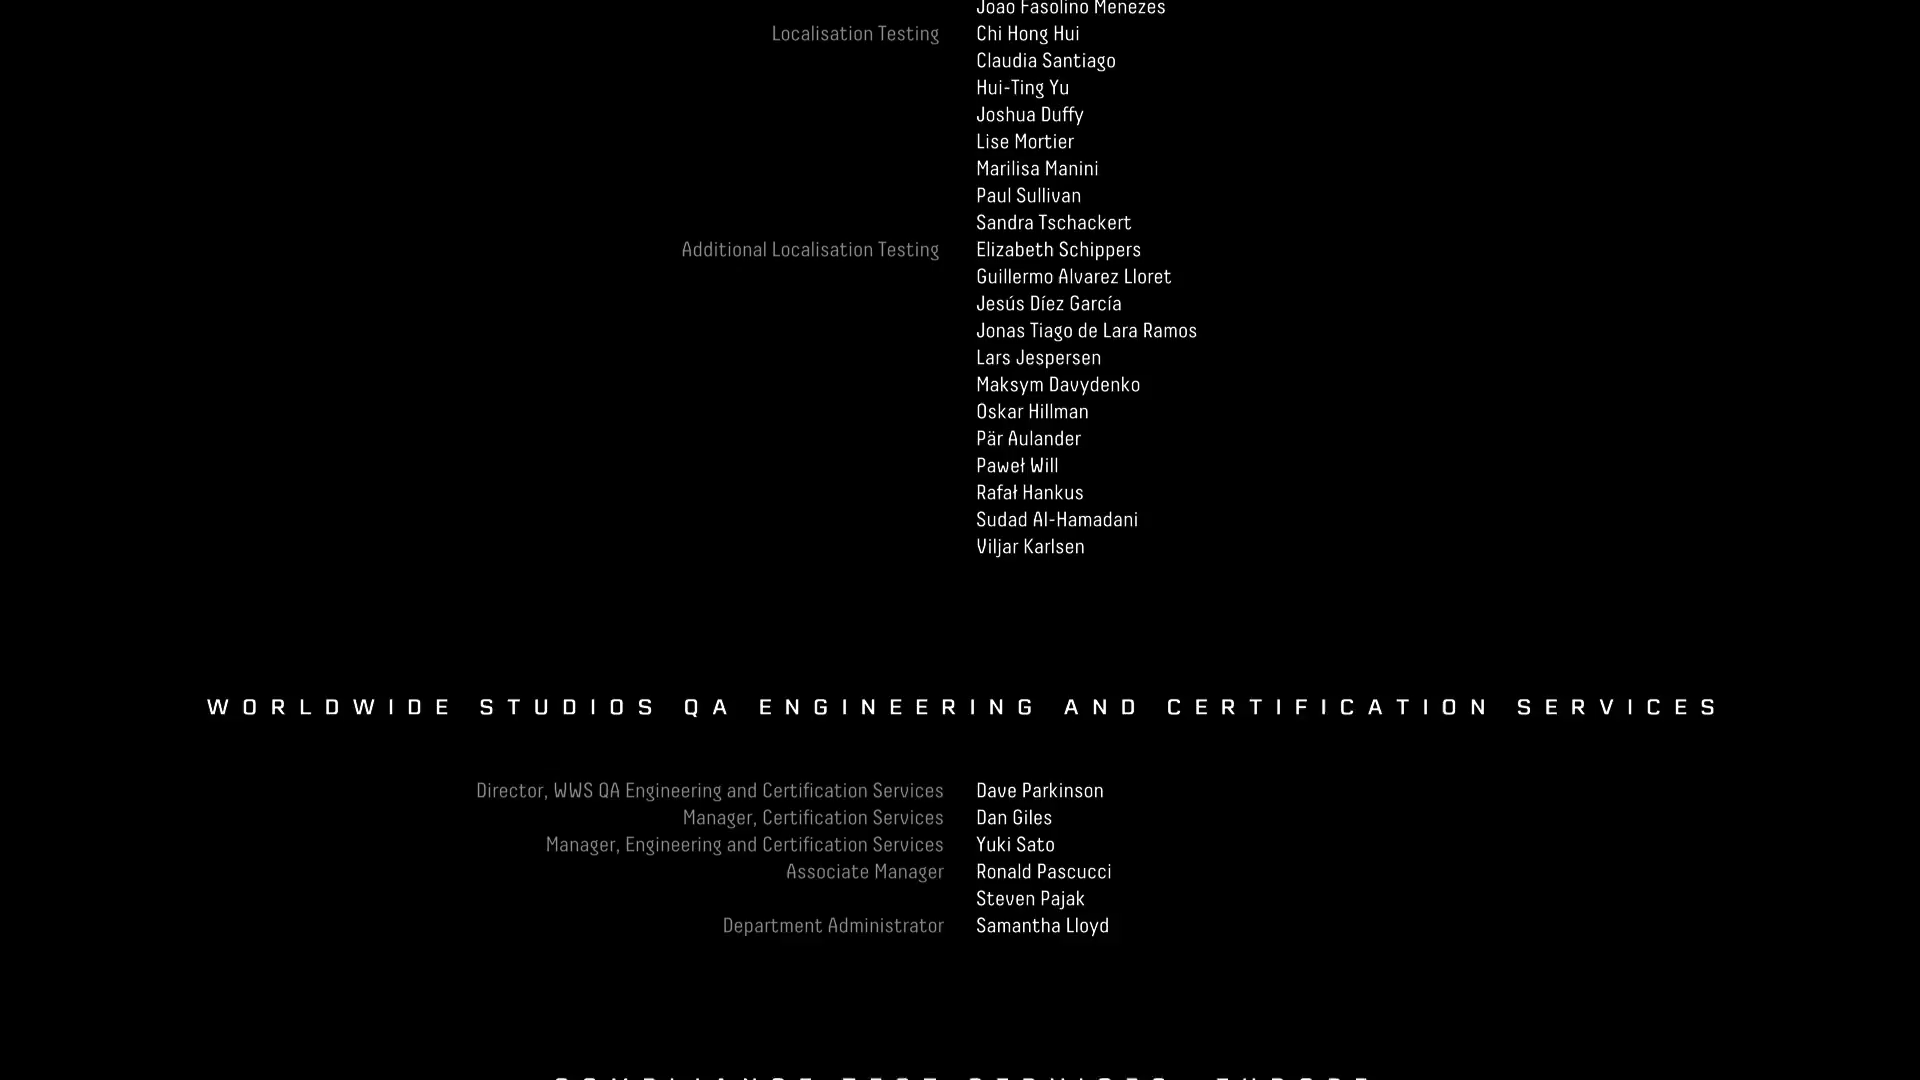 João Fasolino Menezes
Localisation Testing Chi Hong Hui
Claudia Santiago
Hui-Ting Yu
Joshua Duffy
Lise Mortier
Marilisa Manini
Paul Sullivan
Sandra Tschackert
Additional Localisation Testing Elizabeth Schippers
Guillermo Alvarez Lloret
Jesús Díez García
Jonas Tiago de Lara Ramos
Lars Jespersen
Maksym Davydenko
Oskar Hillman
Pär Aulander
Paweł Will
Rafał Hankus
Sudad Al-Hamadani
Viljar Karlsen
WORLDWIDE STUDIOS QA ENGINEERING AND CERTIFICATION SERVICES
Director, WWS QA Engineering and Certification Services Dave Parkinson
Manager, Certification Services Dan Giles
Manager, Engineering and Certification Services Yuki Sato
Associate Manager Ronald Pascucci
Steven Pajak
Department Administrator Samantha Lloyd